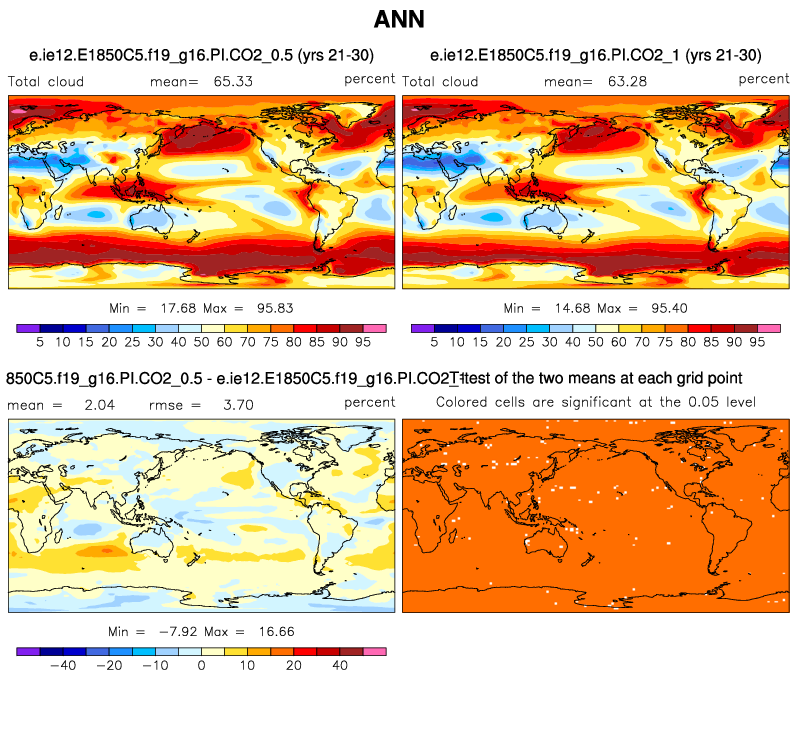 ANN
e.ie12.E1850C5.f19_g16.PI.CO2_0.5 (yrs 21-30)
e.ie12.E1850C5.f19_g16.PI.CO2_1 (yrs 21-30)
Total cloud mean= 65.33 percent
Total cloud mean= 63.28 percent
Min = 17.68 Max = 95.83
Min = 14.68 Max = 95.40
5 10 15 20 25 30 40 50 60 70 75 80 85 90 95
5 10 15 20 25 30 40 50 60 70 75 80 85 90 95
850C5.f19_g16.PI.CO2_0.5 - e.ie12.E1850C5.f19_g16.PI.CO2_1
T-test of the two means at each grid point
mean = 2.04 rmse = 3.70 percent
Colored cells are significant at the 0.05 level
Min = −7.92 Max = 16.66
−40 −20 −10 0 10 20 40